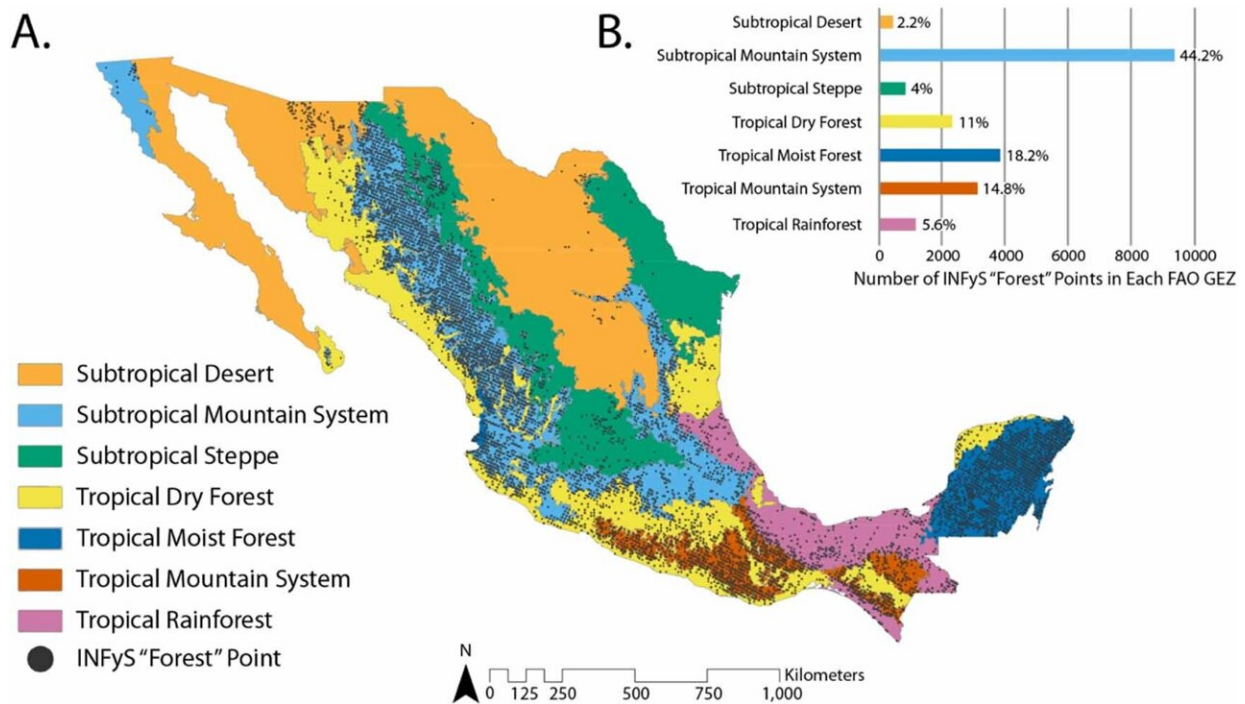 A.
B.
Subtropical Desert
2.2%
Subtropical Mountain System
44.2%
Subtropical Steppe
4%
Tropical Dry Forest
11%
Tropical Moist Forest
18.2%
Tropical Mountain System
14.8%
Tropical Rainforest
5.6%
0 2000 4000 6000 8000 10000
Number of INFyS “Forest” Points in Each FAO GEZ
Subtropical Desert
Subtropical Mountain System
Subtropical Steppe
Tropical Dry Forest
Tropical Moist Forest
Tropical Mountain System
Tropical Rainforest
INFyS “Forest” Point
N
Kilometers
0 125 250 500 750 1,000